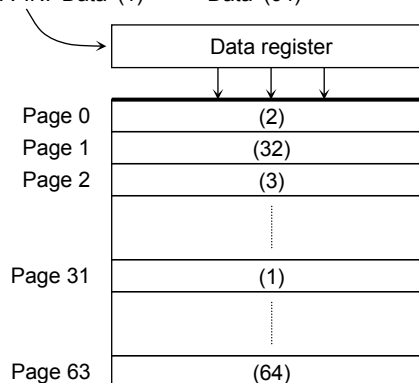 Data (1) Data (64)
Data register
Page 0 (2)
Page 1 (32)
Page 2 (3)
Page 31 (1)
Page 63 (64)